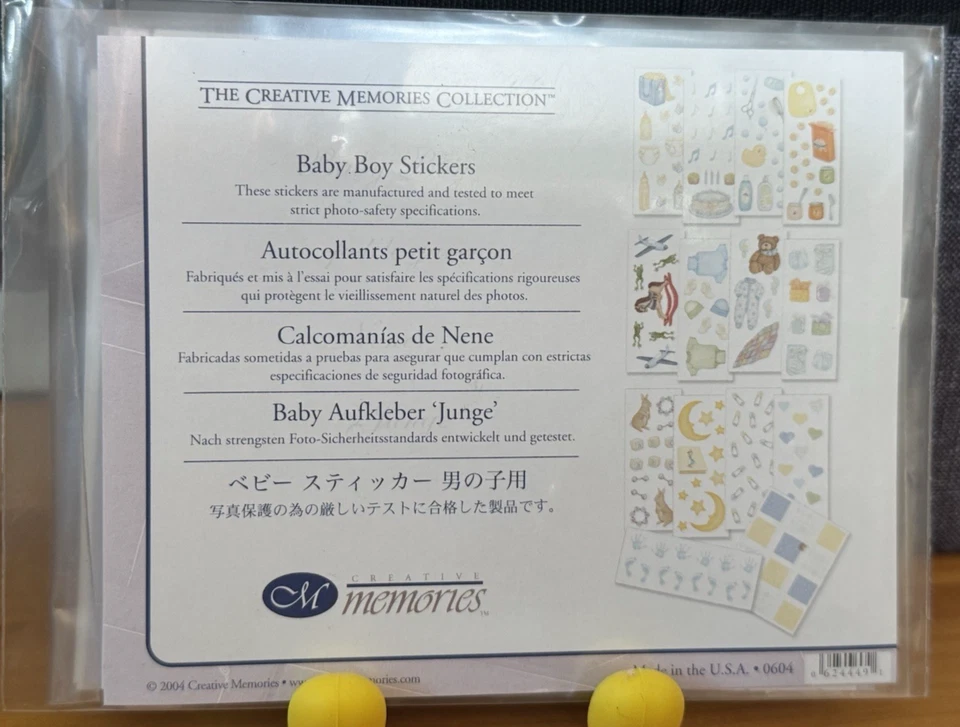 THE CREATIVE MEMORIES COLLECTION™
Baby Boy Stickers
These stickers are manufactured and tested to meet
strict photo-safety specifications.
Autocollants petit garçon
Fabriqués et mis à l'essai pour satisfaire les spécifications rigoureuses
qui protègent le vieillissement naturel des photos.
Calcomanías de Nene
Fabricadas sometidas a pruebas para asegurar que cumplan con estrictas
especificaciones de seguridad fotográfica.
Baby Aufkleber ‘Junge’
Nach strengsten Foto-Sicherheitsstandards entwickelt und getestet.
ベビー スティッカー 男の子用
写真保護の為の厳しいテストに合格した製品です。
CM CREATIVE
memories™
© 2004 Creative Memories •
in the U.S.A. • 0604